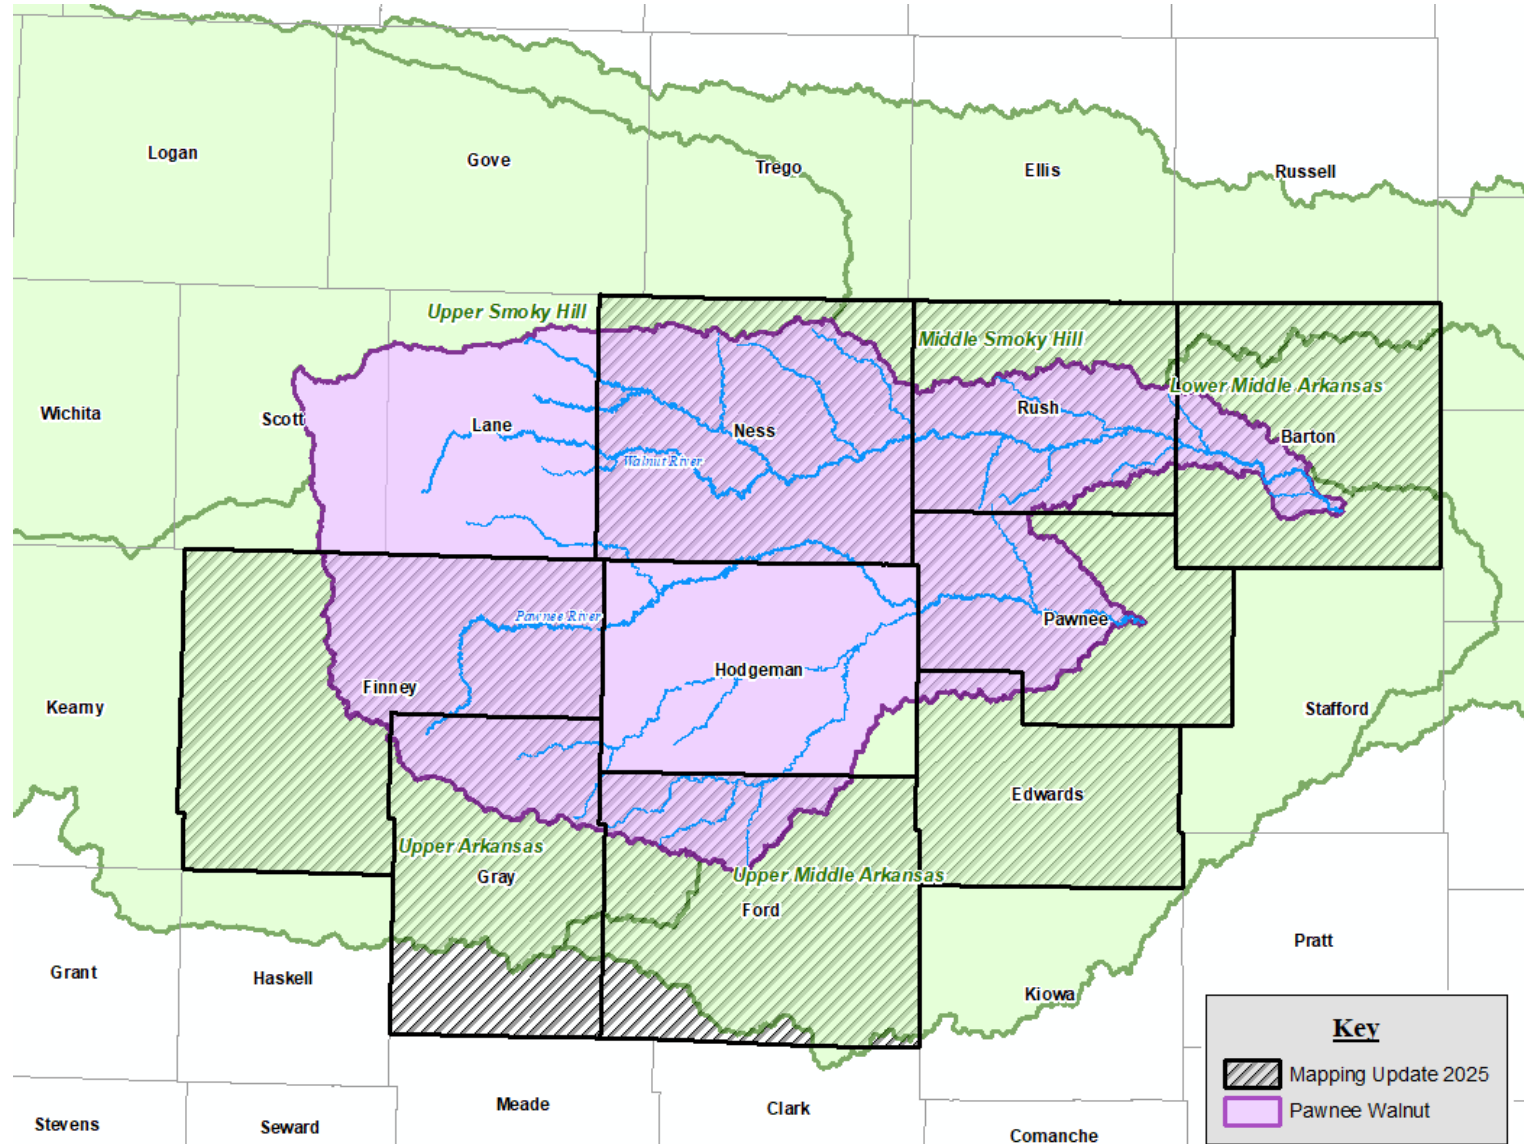 Logan
Gove
Trego
Ellis
Russell
Upper Smoky Hill
Middle Smoky Hill
Lower Middle Arkansas
Wichita
Scott
Lane
Ness
Rush
Barton
Walnut River
Pawnee River
Pawnee
Hodgeman
Finney
Kearny
Stafford
Edwards
Upper Arkansas
Gray
Upper Middle Arkansas
Ford
Pratt
Grant
Haskell
Kiowa
Key
Mapping Update 2025
Pawnee Walnut
Meade
Clark
Stevens
Seward
Comanche